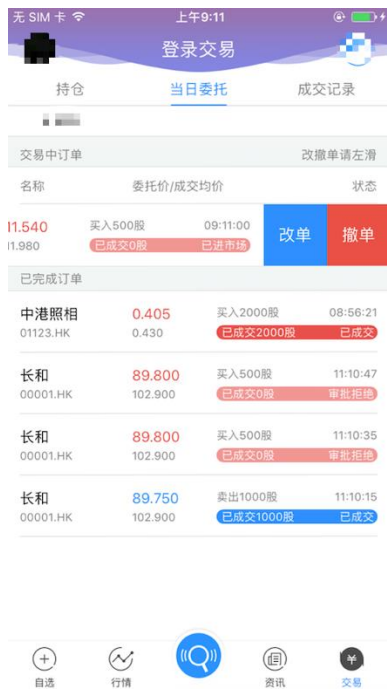 无 SIM 卡 上午9:11
登录交易
持仓 当日委托 成交记录
交易中订单 改撤单请左滑
名称 委托价/成交均价 状态
11.540 买入500股 09:11:00 改单 撤单
11.980 已成交0股 已进市场
已完成订单
中港照相 0.405 买入2000股 08:56:21
01123.HK 0.430 已成交2000股 已成交
长和 89.800 买入500股 11:10:47
00001.HK 102.900 已成交0股 审批拒绝
长和 89.800 买入500股 11:10:35
00001.HK 102.900 已成交0股 审批拒绝
长和 89.750 卖出1000股 11:10:15
00001.HK 102.900 已成交1000股 已成交
自选 行情 资讯 交易